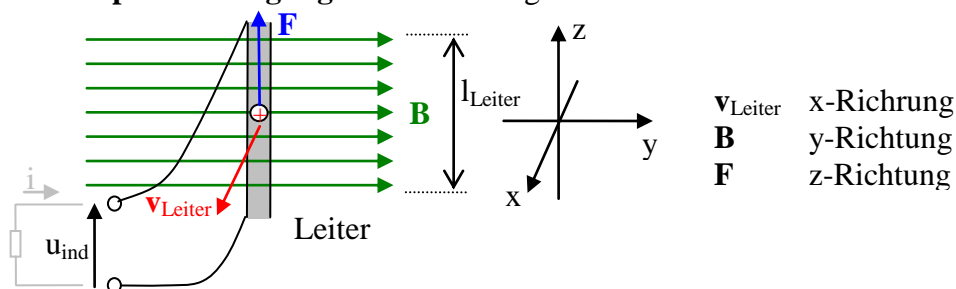 F
z
l_Leiter
B
v_Leiter x-Richrung
B y-Richtung
F z-Richtung
y
i
v_Leiter
x
Leiter
u_ind